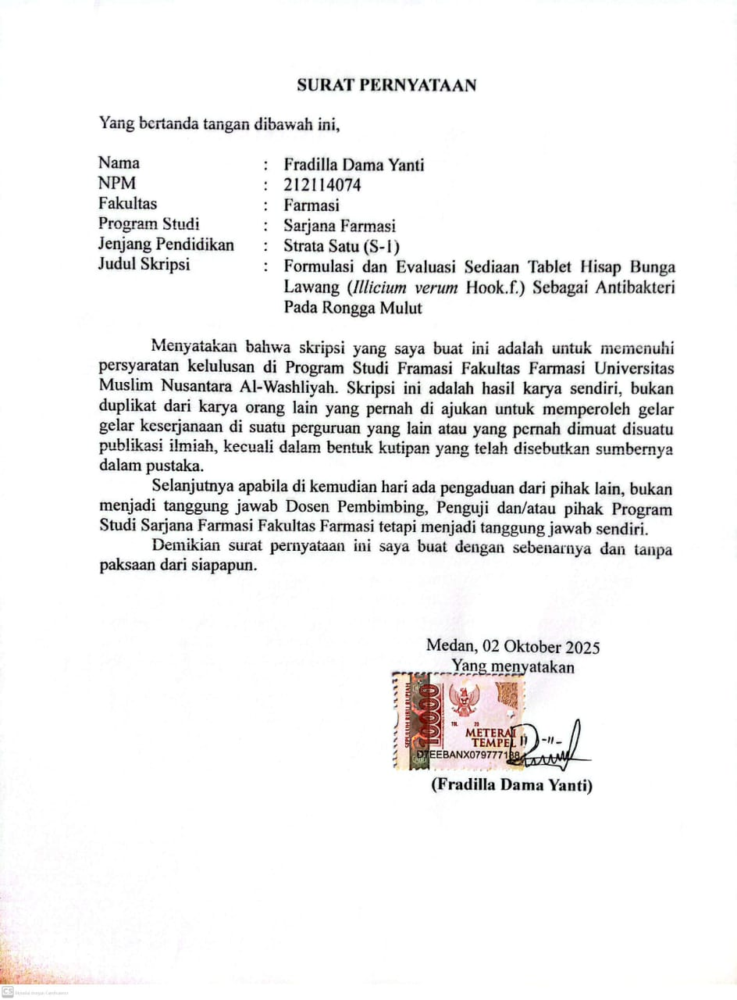 SURAT PERNYATAAN
Yang bertanda tangan dibawah ini,
Nama : Fradilla Dama Yanti
NPM : 212114074
Fakultas : Farmasi
Program Studi : Sarjana Farmasi
Jenjang Pendidikan : Strata Satu (S-1)
Judul Skripsi : Formulasi dan Evaluasi Sediaan Tablet Hisap Bunga
Lawang (Illicium verum Hook.f.) Sebagai Antibakteri
Pada Rongga Mulut
Menyatakan bahwa skripsi yang saya buat ini adalah untuk memenuhi
persyaratan kelulusan di Program Studi Framasi Fakultas Farmasi Universitas
Muslim Nusantara Al-Washliyah. Skripsi ini adalah hasil karya sendiri, bukan
duplikat dari karya orang lain yang pernah di ajukan untuk memperoleh gelar
gelar keserjanaan di suatu perguruan yang lain atau yang pernah dimuat disuatu
publikasi ilmiah, kecuali dalam bentuk kutipan yang telah disebutkan sumbernya
dalam pustaka.
Selanjutnya apabila di kemudian hari ada pengaduan dari pihak lain, bukan
menjadi tanggung jawab Dosen Pembimbing, Penguji dan/atau pihak Program
Studi Sarjana Farmasi Fakultas Farmasi tetapi menjadi tanggung jawab sendiri.
Demikian surat pernyataan ini saya buat dengan sebenarnya dan tanpa
paksaan dari siapapun.
Medan, 02 Oktober 2025
Yang menyatakan
SEPULUH RIBU RUPIAH
10000
TGL 20
METERAI
TEMPEL
D7EEBANX079777188
(Fradilla Dama Yanti)
CS Dipindai dengan CamScanner